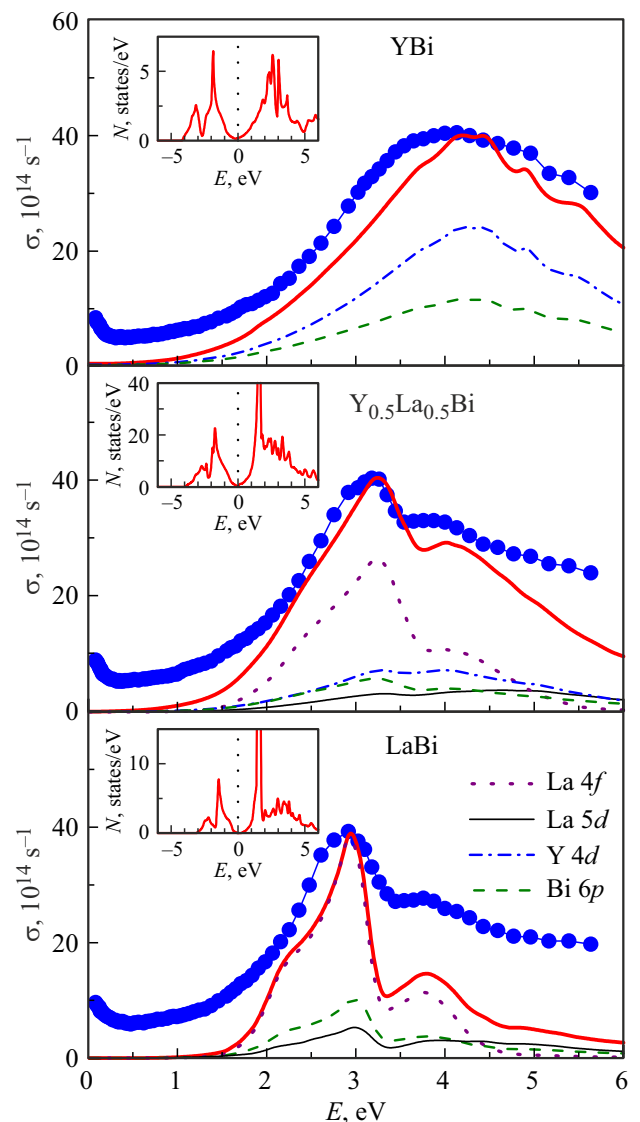 60
YBi
N, states/eV
5
0
−5 0 5
E, eV
σ, 10¹⁴ s⁻¹
40
20
0
Y₀.₅La₀.₅Bi
N, states/eV
40
20
0
−5 0 5
E, eV
σ, 10¹⁴ s⁻¹
40
20
0
LaBi
N, states/eV
10
0
−5 0 5
E, eV
La 4f
La 5d
Y 4d
Bi 6p
σ, 10¹⁴ s⁻¹
40
20
0
0 1 2 3 4 5 6
E, eV